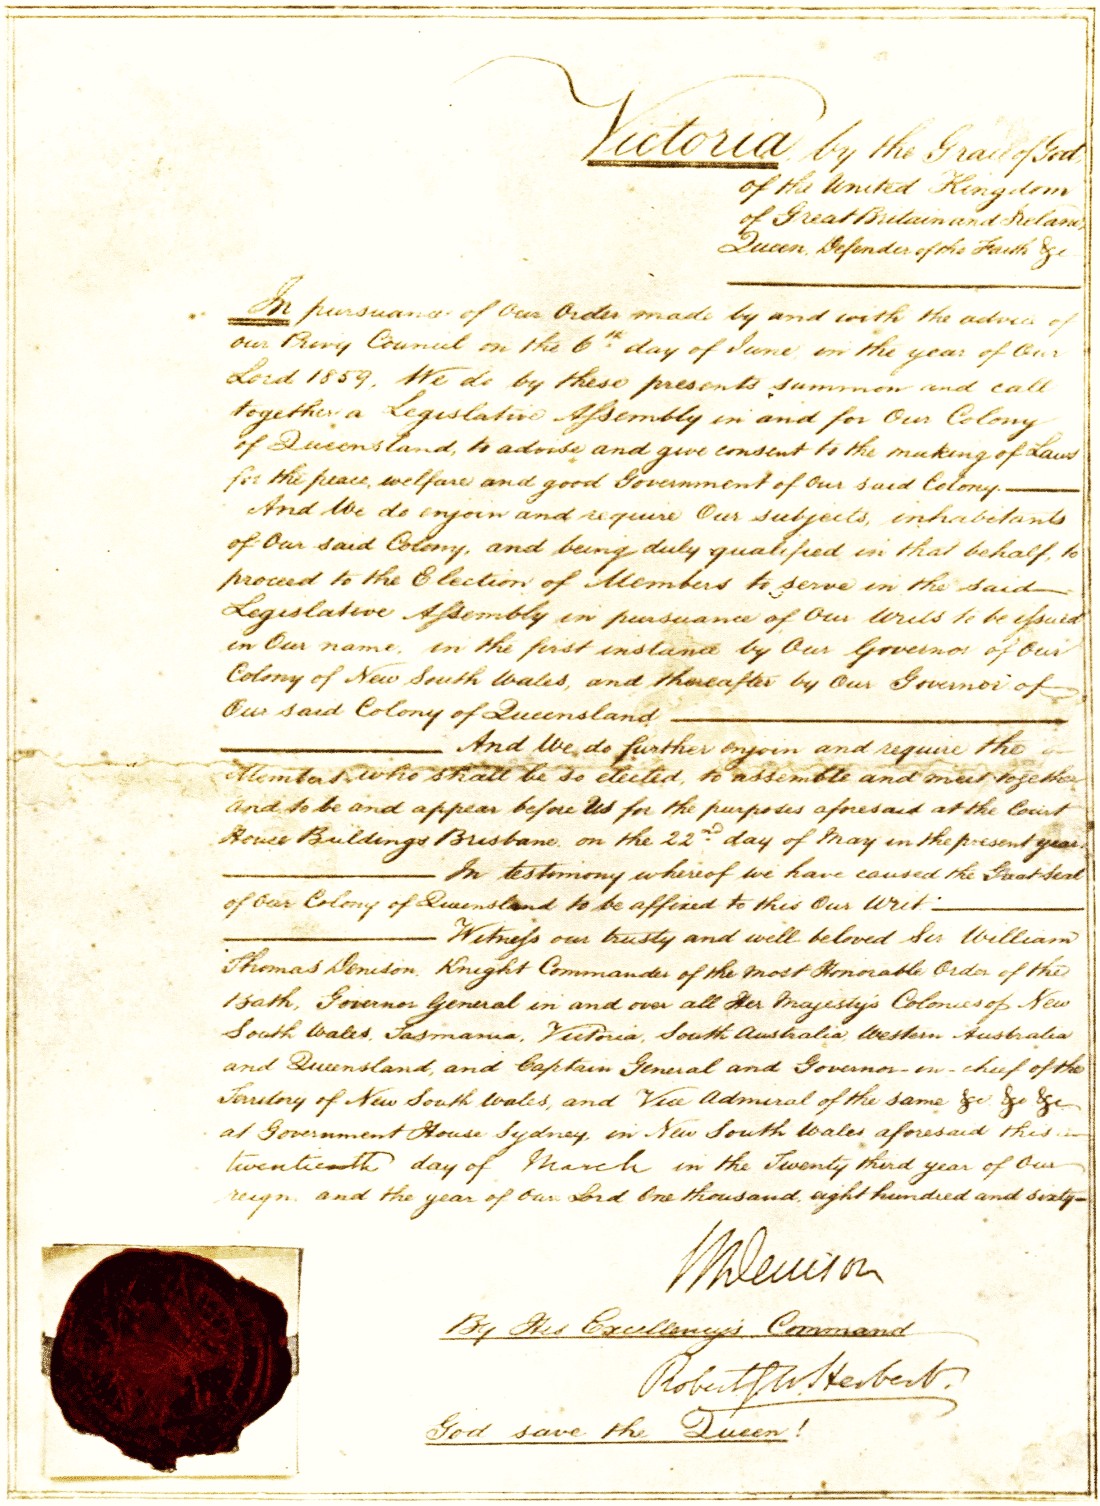 Victoria, by the Grace of God,
of the United Kingdom
of Great Britain and Ireland,
Queen, Defender of the Faith &c
In pursuance of Our Order made by and with the advice of
our Privy Council on the 6th. day of June, in the year of Our
Lord 1859, We do by these presents summon and call
together a Legislative Assembly in and for Our Colony
of Queensland, to advise and give consent to the making of Laws
for the peace, welfare and good Government of Our said Colony.
And We do enjoin and require Our subjects, inhabitants
of Our said Colony, and being duly qualified in that behalf, to
proceed to the Election of Members to serve in the said
Legislative Assembly in pursuance of Our Writs to be issued
in Our name, in the first instance by Our Governor of Our
Colony of New South Wales, and thereafter by Our Governor of
Our said Colony of Queensland
And We do further enjoin and require the
Members who shall be so elected, to assemble and meet together
and to be and appear before Us for the purposes aforesaid at the Court
House Buildings Brisbane, on the 22nd. day of May in the present year.
In testimony whereof we have caused the Great Seal
of Our Colony of Queensland to be affixed to this Our Writ.
Witness our trusty and well beloved Sir William
Thomas Denison, Knight Commander of the most Honorable Order of the
Bath, Governor General in and over all Her Majesty's Colonies of New
South Wales, Tasmania, Victoria, South Australia, Western Australia
and Queensland, and Captain General and Governor-in-chief of the
Territory of New South Wales, and Vice Admiral of the same &c &c &c
at Government House Sydney, in New South Wales aforesaid this
twentieth day of March in the Twenty third year of Our
reign, and the year of Our Lord One thousand, eight hundred and sixty-
W Denison
By His Excellency's Command
Robert G W Herbert.
God save the Queen!